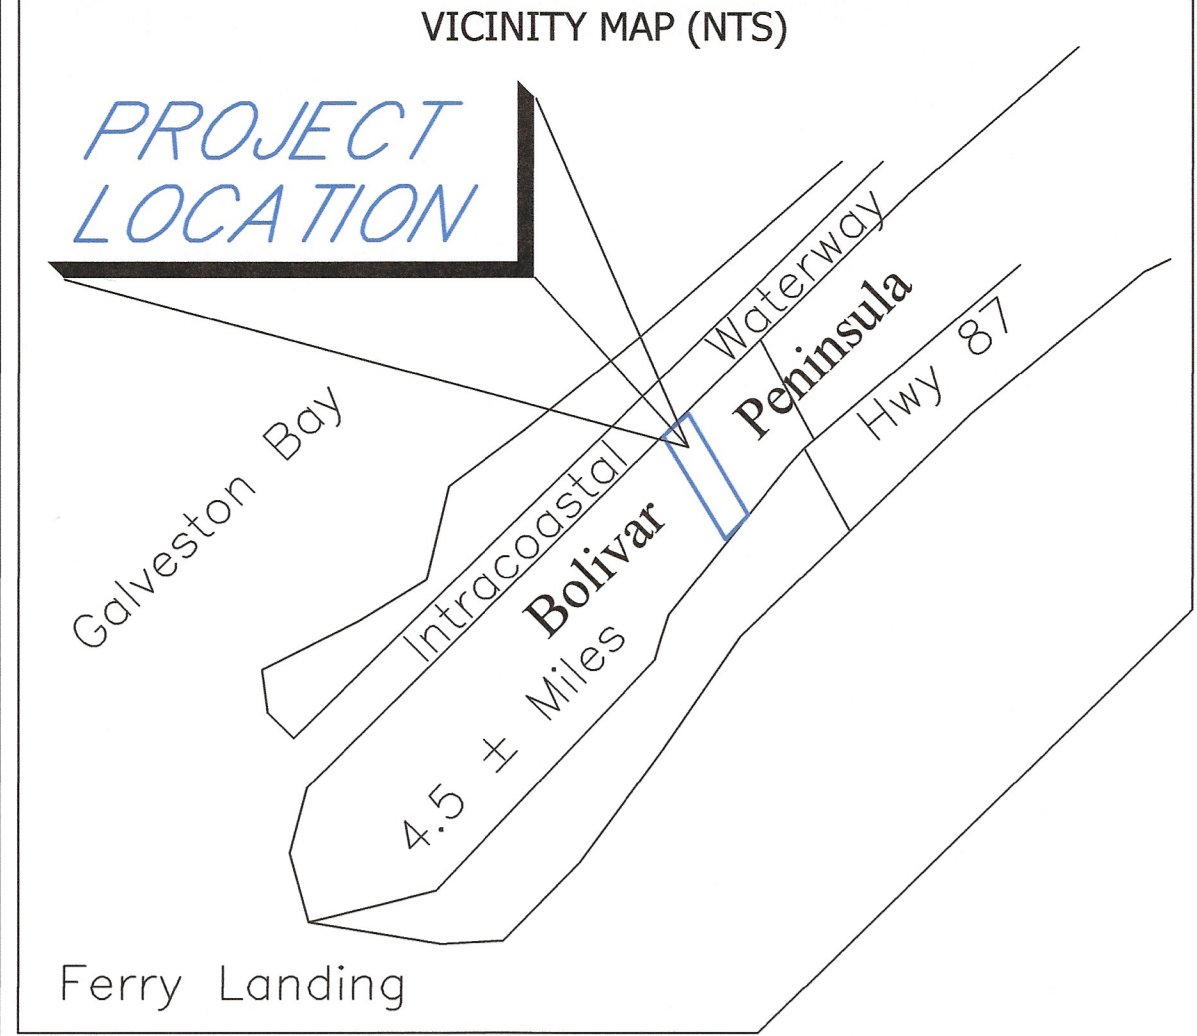 VICINITY MAP (NTS)
PROJECT
LOCATION
Waterway
Peninsula
Hwy 87
Galveston Bay
Intracoastal
Bolivar
4.5 ± Miles
Ferry Landing